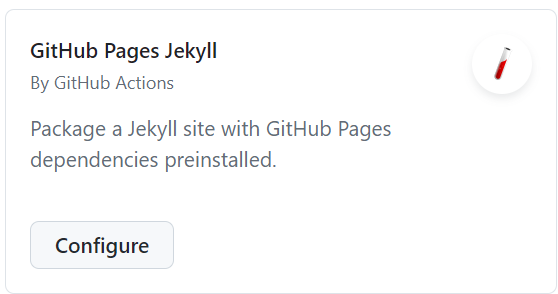 GitHub Pages Jekyll
By GitHub Actions
Package a Jekyll site with GitHub Pages
dependencies preinstalled.
Configure